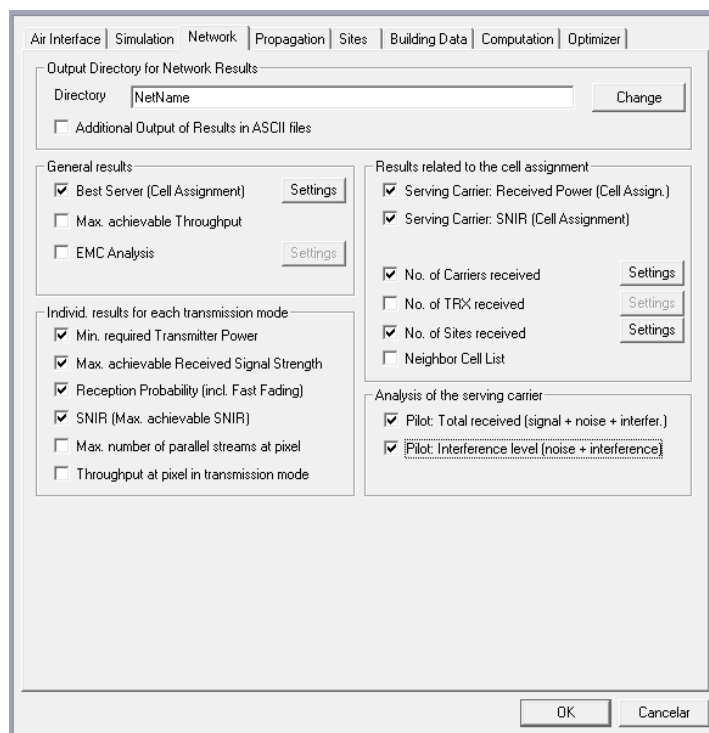 Air Interface Simulation Network Propagation Sites Building Data Computation Optimizer
Output Directory for Network Results
Directory NetName Change
Additional Output of Results in ASCII files
General results
Best Server (Cell Assignment) Settings
Max. achievable Throughput
EMC Analysis Settings
Individ. results for each transmission mode
Min. required Transmitter Power
Max. achievable Received Signal Strength
Reception Probability (incl. Fast Fading)
SNIR (Max. achievable SNIR)
Max. number of parallel streams at pixel
Throughput at pixel in transmission mode
Results related to the cell assignment
Serving Carrier: Received Power (Cell Assign.)
Serving Carrier: SNIR (Cell Assignment)
No. of Carriers received Settings
No. of TRX received Settings
No. of Sites received Settings
Neighbor Cell List
Analysis of the serving carrier
Pilot: Total received (signal + noise + interfer.)
Pilot: Interference level (noise + interference)
OK Cancelar